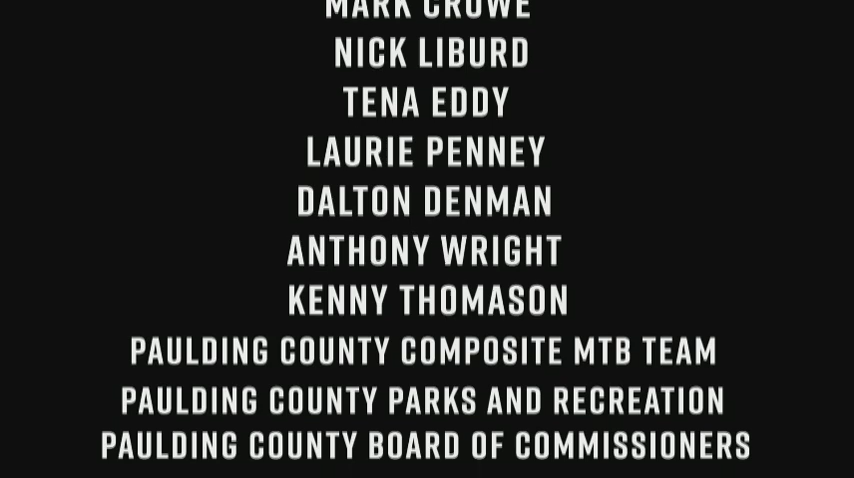 MARK CROWE
NICK LIBURD
TENA EDDY
LAURIE PENNEY
DALTON DENMAN
ANTHONY WRIGHT
KENNY THOMASON
PAULDING COUNTY COMPOSITE MTB TEAM
PAULDING COUNTY PARKS AND RECREATION
PAULDING COUNTY BOARD OF COMMISSIONERS